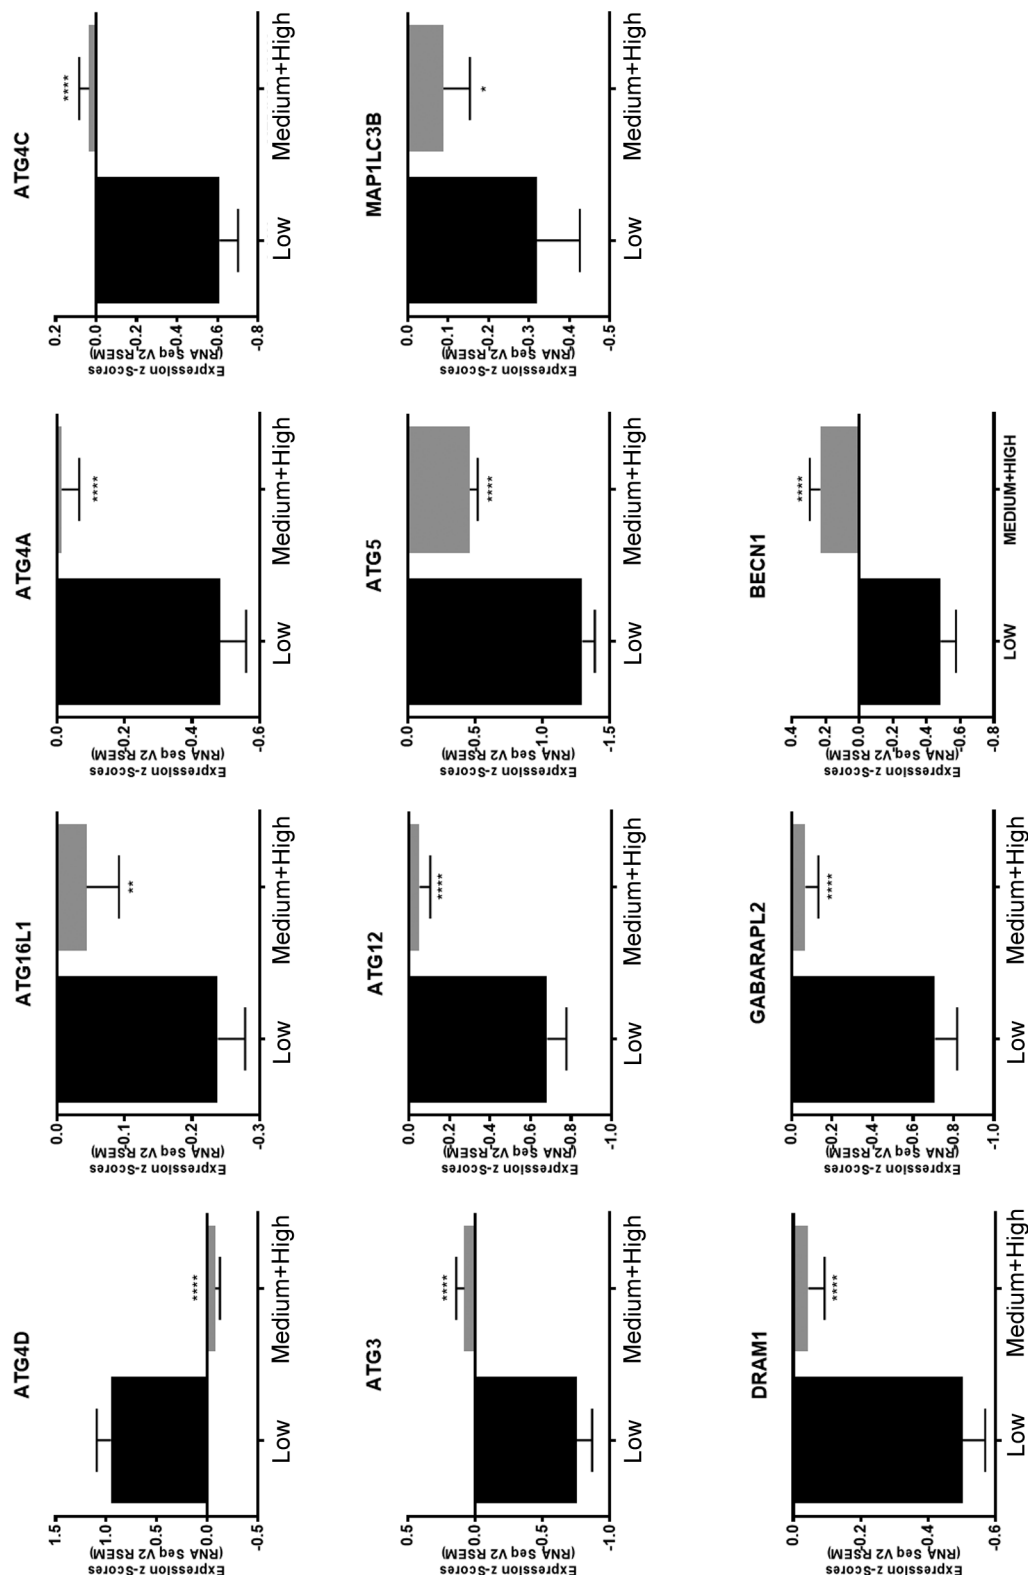 ATG4D
Expression z-Scores
(RNA Seq V2 RSEM)
1.5
1.0
0.5
0.0
-0.5
****
Low
Medium+High
ATG16L1
Expression z-Scores
(RNA Seq V2 RSEM)
0.0
-0.1
-0.2
-0.3
**
Low
Medium+High
ATG4A
Expression z-Scores
(RNA Seq V2 RSEM)
0.0
-0.2
-0.4
-0.6
****
Low
Medium+High
ATG4C
Expression z-Scores
(RNA Seq V2 RSEM)
0.2
0.0
-0.2
-0.4
-0.6
-0.8
****
Low
Medium+High
ATG3
Expression z-Scores
(RNA Seq V2 RSEM)
0.5
0.0
-0.5
-1.0
****
Low
Medium+High
ATG12
Expression z-Scores
(RNA Seq V2 RSEM)
0.0
-0.2
-0.4
-0.6
-0.8
-1.0
****
Low
Medium+High
ATG5
Expression z-Scores
(RNA Seq V2 RSEM)
0.0
-0.5
-1.0
-1.5
****
Low
Medium+High
MAP1LC3B
Expression z-Scores
(RNA Seq V2 RSEM)
0.0
-0.1
-0.2
-0.3
-0.4
-0.5
*
Low
Medium+High
DRAM1
Expression z-Scores
(RNA Seq V2 RSEM)
0.0
-0.2
-0.4
-0.6
****
Low
Medium+High
GABARAPL2
Expression z-Scores
(RNA Seq V2 RSEM)
0.0
-0.2
-0.4
-0.6
-0.8
-1.0
****
Low
Medium+High
BECN1
Expression z-Scores
(RNA Seq V2 RSEM)
0.4
0.2
0.0
-0.2
-0.4
-0.6
-0.8
****
LOW
MEDIUM+HIGH